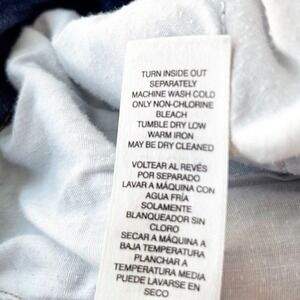 TURN INSIDE OUT
SEPARATELY
MACHINE WASH COLD
ONLY NON-CHLORINE
BLEACH
TUMBLE DRY LOW
WARM IRON
MAY BE DRY CLEANED
VOLTEAR AL REVÉS
POR SEPARADO
LAVAR A MÁQUINA CON
AGUA FRÍA
SOLAMENTE
BLANQUEADOR SIN
CLORO
SECAR A MÁQUINA A
BAJA TEMPERATURA
PLANCHAR A
TEMPERATURA MEDIA
PUEDE LAVARSE EN
SECO